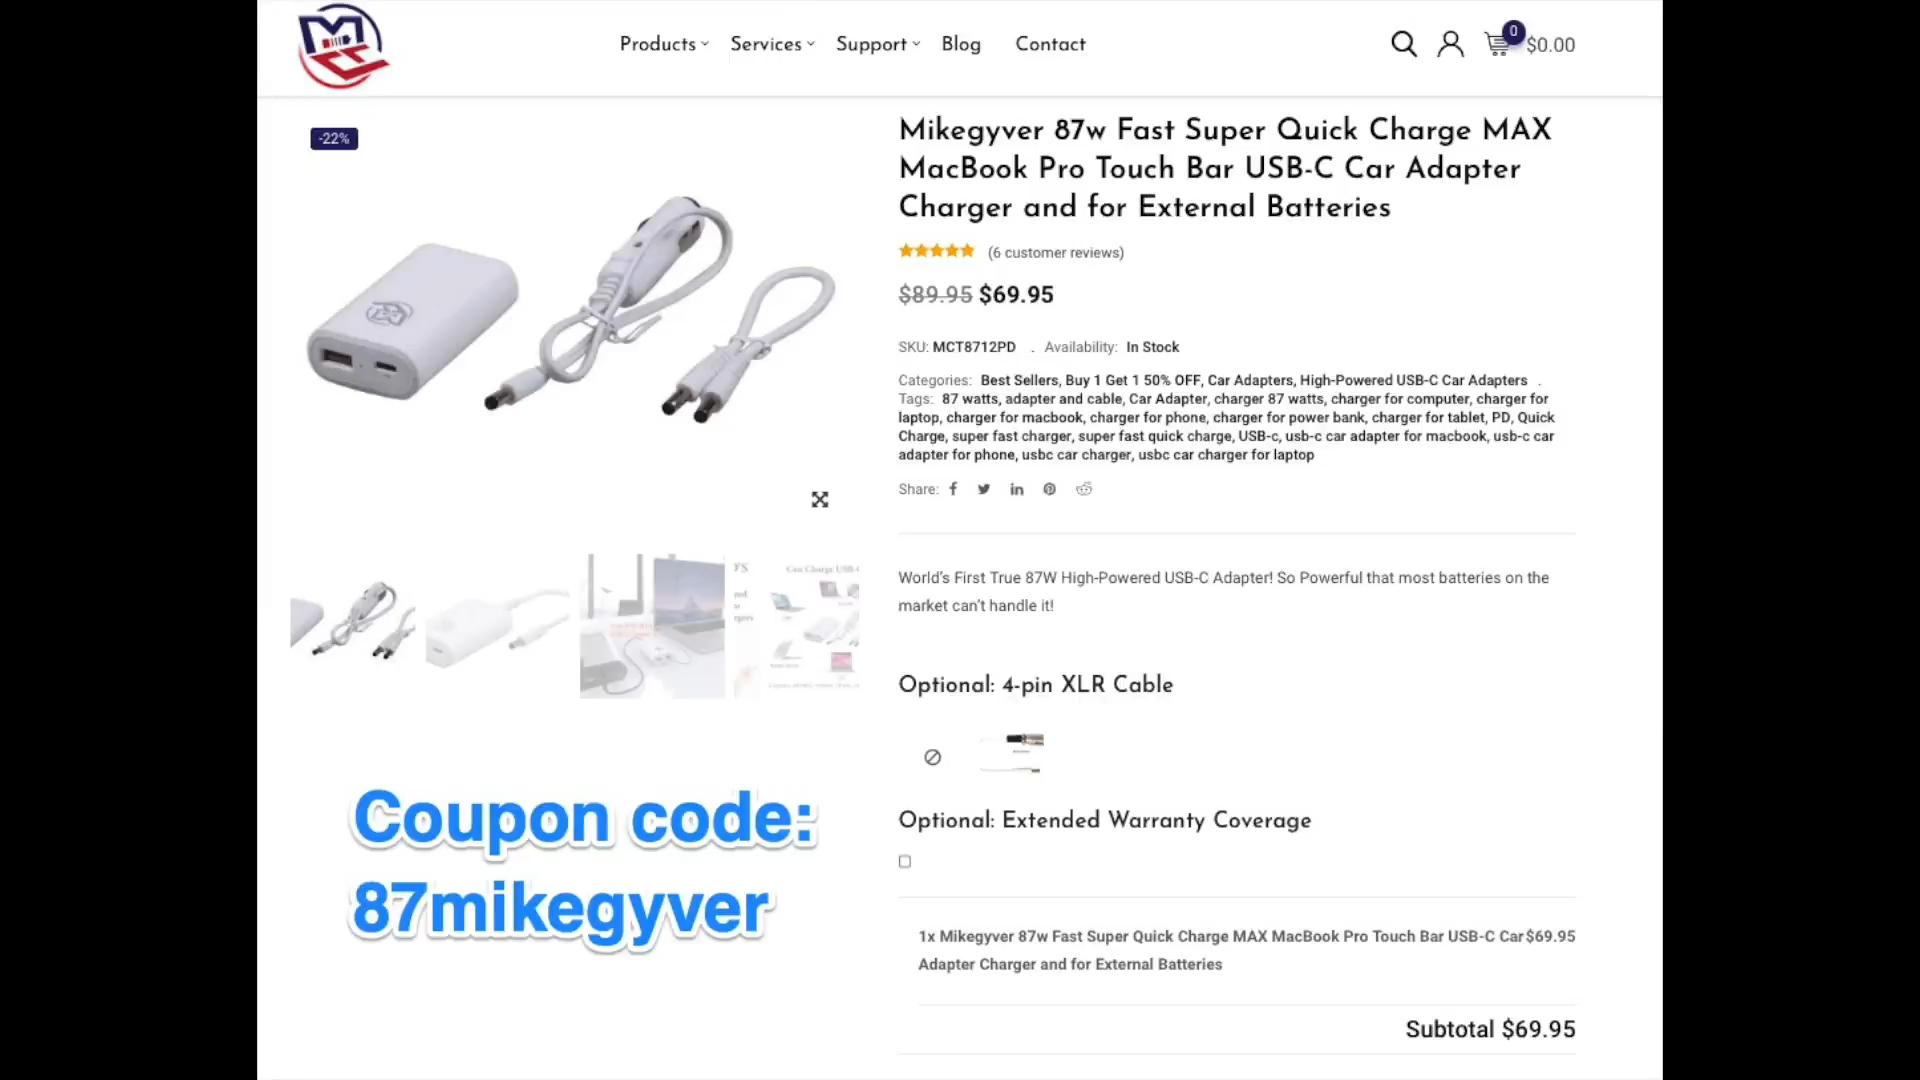 Products
Services
Support
Blog
Contact
0
$0.00
-22%
Mikegyver 87w Fast Super Quick Charge MAX
MacBook Pro Touch Bar USB-C Car Adapter
Charger and for External Batteries
(6 customer reviews)
$89.95 $69.95
SKU: MCT8712PD . Availability: In Stock
Categories: Best Sellers, Buy 1 Get 1 50% OFF, Car Adapters, High-Powered USB-C Car Adapters .
Tags: 87 watts, adapter and cable, Car Adapter, charger 87 watts, charger for computer, charger for
laptop, charger for macbook, charger for phone, charger for power bank, charger for tablet, PD, Quick
Charge, super fast charger, super fast quick charge, USB-c, usb-c car adapter for macbook, usb-c car
adapter for phone, usbc car charger, usbc car charger for laptop
Share:
World's First True 87W High-Powered USB-C Adapter! So Powerful that most batteries on the
market can't handle it!
Optional: 4-pin XLR Cable
Optional: Extended Warranty Coverage
Coupon code:
87mikegyver
1x Mikegyver 87w Fast Super Quick Charge MAX MacBook Pro Touch Bar USB-C Car $69.95
Adapter Charger and for External Batteries
Subtotal $69.95